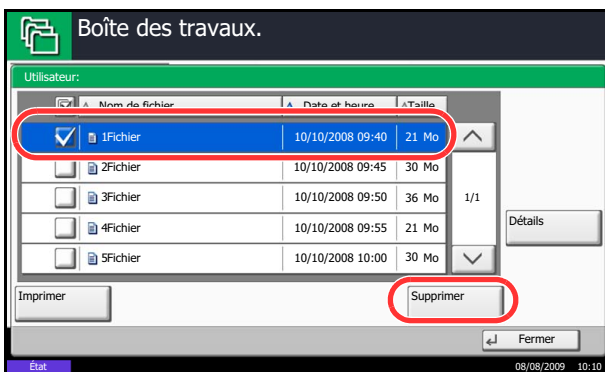 Boîte des travaux.
Utilisateur:
Nom de fichier Date et heure Taille
1Fichier 10/10/2008 09:40 21 Mo
2Fichier 10/10/2008 09:45 30 Mo
3Fichier 10/10/2008 09:50 36 Mo 1/1
4Fichier 10/10/2008 09:55 21 Mo
Détails
5Fichier 10/10/2008 10:00 30 Mo
Imprimer Supprimer
Fermer
État 08/08/2009 10:10